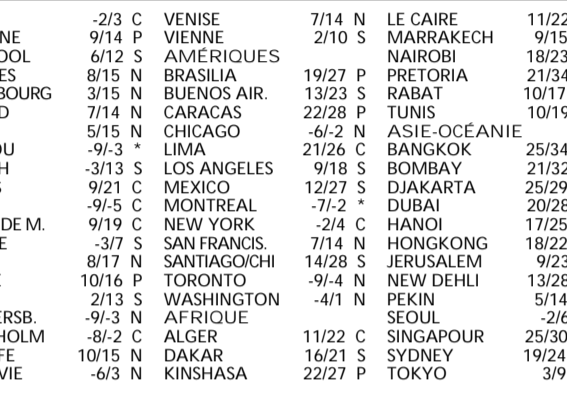 -2/3 C
NE 9/14 P
OOL 6/12 S
ES 8/15 N
BOURG 3/15 N
D 7/14 N
5/15 N
OU -9/-3 *
H -3/13 S
S 9/21 C
-9/-5 C
DE M. 9/19 C
E -3/7 S
8/17 N
10/16 P
2/13 S
ERSB. -9/-3 N
HOLM -8/-2 C
FE 10/15 N
VIE -6/3 N
VENISE 7/14 N
VIENNE 2/10 S
AMÉRIQUES
BRASILIA 19/27 P
BUENOS AIR. 13/23 S
CARACAS 22/28 P
CHICAGO -6/-2 N
LIMA 21/26 C
LOS ANGELES 9/18 S
MEXICO 12/27 S
MONTREAL -7/-2 *
NEW YORK -2/4 C
SAN FRANCIS. 7/14 N
SANTIAGO/CHI 14/28 S
TORONTO -9/-4 N
WASHINGTON -4/1 N
AFRIQUE
ALGER 11/22 C
DAKAR 16/21 S
KINSHASA 22/27 P
LE CAIRE 11/22
MARRAKECH 9/15
NAIROBI 18/23
PRETORIA 21/34
RABAT 10/17
TUNIS 10/19
ASIE-OCÉANIE
BANGKOK 25/34
BOMBAY 21/32
DJAKARTA 25/29
DUBAI 20/28
HANOI 17/25
HONGKONG 18/22
JERUSALEM 9/23
NEW DEHLI 13/28
PEKIN 5/14
SEOUL -2/6
SINGAPOUR 25/30
SYDNEY 19/24
TOKYO 3/9